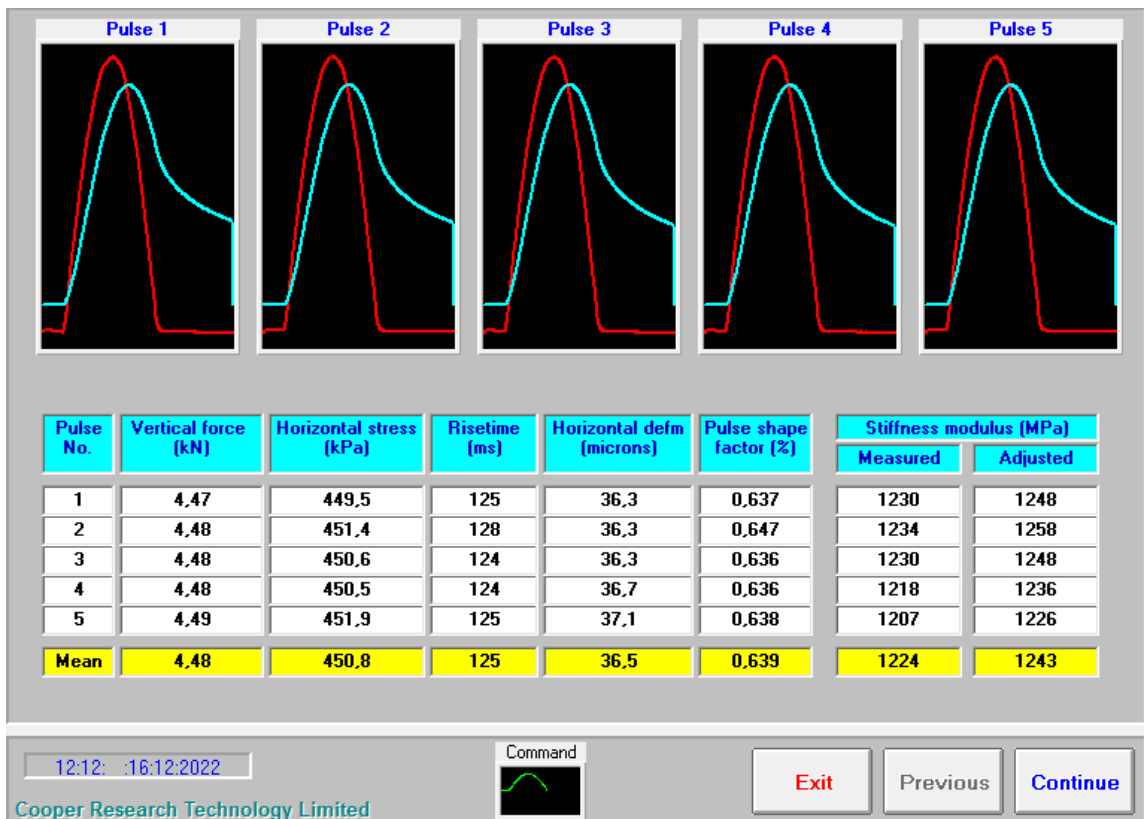 Pulse 1 Pulse 2 Pulse 3 Pulse 4 Pulse 5
Pulse No. Vertical force (kN) Horizontal stress (kPa) Risetime (ms) Horizontal defm (microns) Pulse shape factor (%) Stiffness modulus (MPa)
Measured Adjusted
1 4,47 449,5 125 36,3 0,637 1230 1248
2 4,48 451,4 128 36,3 0,647 1234 1258
3 4,48 450,6 124 36,3 0,636 1230 1248
4 4,48 450,5 124 36,7 0,636 1218 1236
5 4,49 451,9 125 37,1 0,638 1207 1226
Mean 4,48 450,8 125 36,5 0,639 1224 1243
12:12: :16:12:2022
Command
Exit Previous Continue
Cooper Research Technology Limited